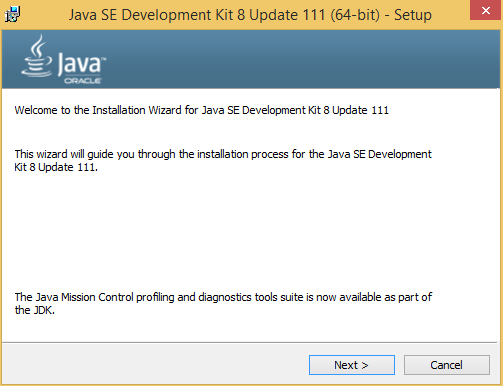 Java SE Development Kit 8 Update 111 (64-bit) - Setup
Java™
ORACLE
Welcome to the Installation Wizard for Java SE Development Kit 8 Update 111
This wizard will guide you through the installation process for the Java SE Development
Kit 8 Update 111.
The Java Mission Control profiling and diagnostics tools suite is now available as part of
the JDK.
Next >
Cancel